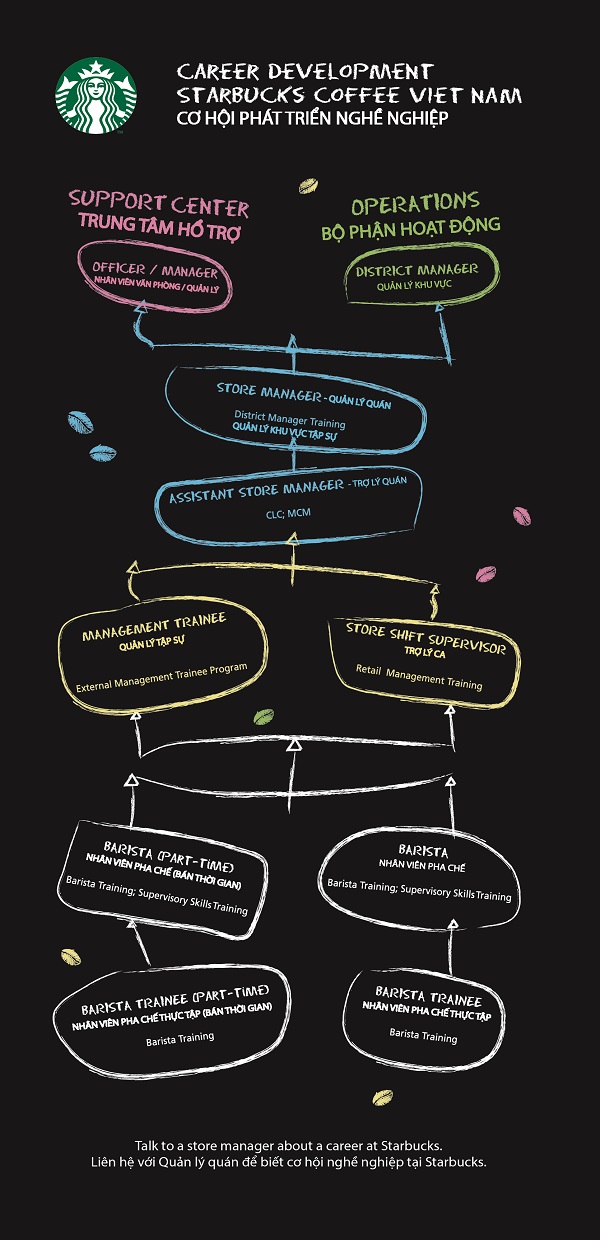 CAREER DEVELOPMENT
STARBUCKS COFFEE VIET NAM
CƠ HỘI PHÁT TRIỂN NGHỀ NGHIỆP
SUPPORT CENTER
TRUNG TÂM HỖ TRỢ
OPERATIONS
BỘ PHẬN HOẠT ĐỘNG
OFFICER / MANAGER
NHÂN VIÊN VĂN PHÒNG / QUẢN LÝ
DISTRICT MANAGER
QUẢN LÝ KHU VỰC
STORE MANAGER - QUẢN LÝ QUÁN
District Manager Training
QUẢN LÝ KHU VỰC TẬP SỰ
ASSISTANT STORE MANAGER - TRỢ LÝ QUÁN
CLC; MCM
MANAGEMENT TRAINEE
QUẢN LÝ TẬP SỰ
External Management Trainee Program
STORE SHIFT SUPERVISOR
TRỢ LÝ CA
Retail Management Training
BARISTA (PART-TIME)
NHÂN VIÊN PHA CHẾ (BÁN THỜI GIAN)
Barista Training; Supervisory Skills Training
BARISTA
NHÂN VIÊN PHA CHẾ
Barista Training; Supervisory Skills Training
BARISTA TRAINEE (PART-TIME)
NHÂN VIÊN PHA CHẾ THỰC TẬP (BÁN THỜI GIAN)
Barista Training
BARISTA TRAINEE
NHÂN VIÊN PHA CHẾ THỰC TẬP
Barista Training
Talk to a store manager about a career at Starbucks.
Liên hệ với Quản lý quán để biết cơ hội nghề nghiệp tại Starbucks.